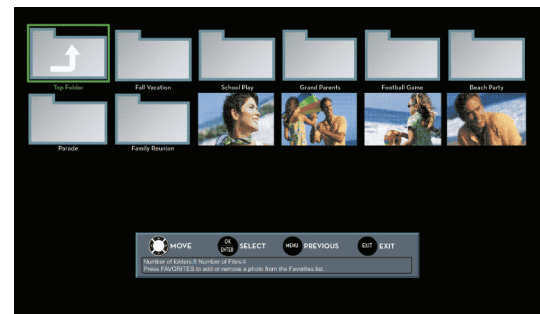 Top Folder
Fall Vacation
School Play
Grand Parents
Football Game
Beach Party
Parade
Family Reunion
MOVE
OK ENTER SELECT
MENU PREVIOUS
EXIT EXIT
Number of folders:8 Number of Files:4
Press FAVORITES to add or remove a photo from the Favorites list.